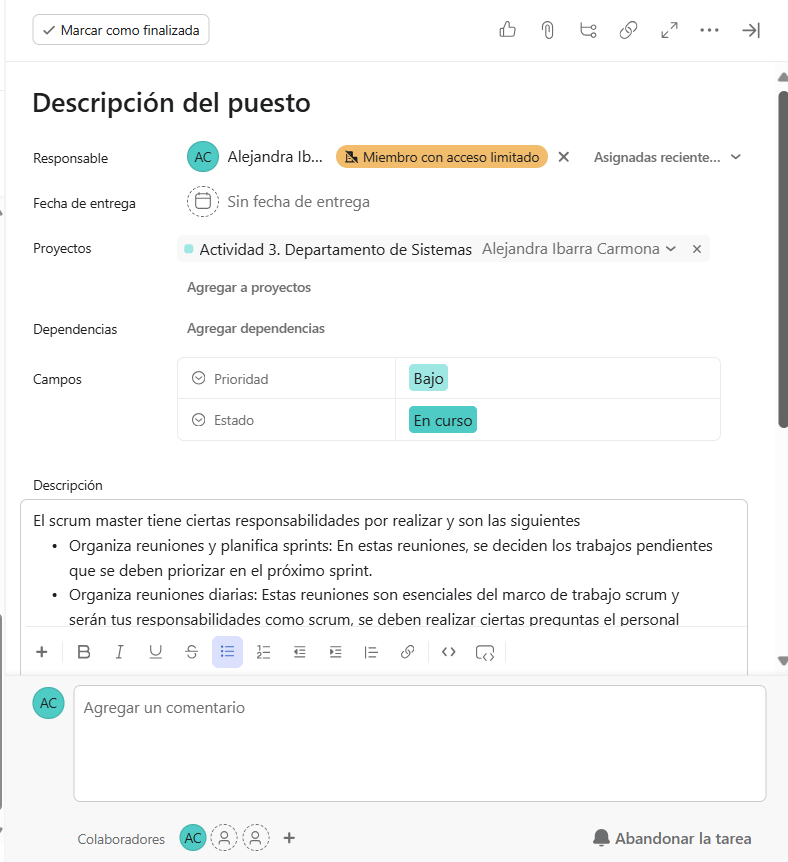 Marcar como finalizada
Descripción del puesto
Responsable
AC Alejandra Ib... Miembro con acceso limitado Asignadas reciente...
Fecha de entrega
Sin fecha de entrega
Proyectos
Actividad 3. Departamento de Sistemas Alejandra Ibarra Carmona
Agregar a proyectos
Dependencias
Agregar dependencias
Campos
Prioridad Bajo
Estado En curso
Descripción
El scrum master tiene ciertas responsabilidades por realizar y son las siguientes
• Organiza reuniones y planifica sprints: En estas reuniones, se deciden los trabajos pendientes
que se deben priorizar en el próximo sprint.
• Organiza reuniones diarias: Estas reuniones son esenciales del marco de trabajo scrum y
serán tus responsabilidades como scrum, se deben realizar ciertas preguntas el personal
B I U S
AC
Agregar un comentario
Colaboradores AC
Abandonar la tarea